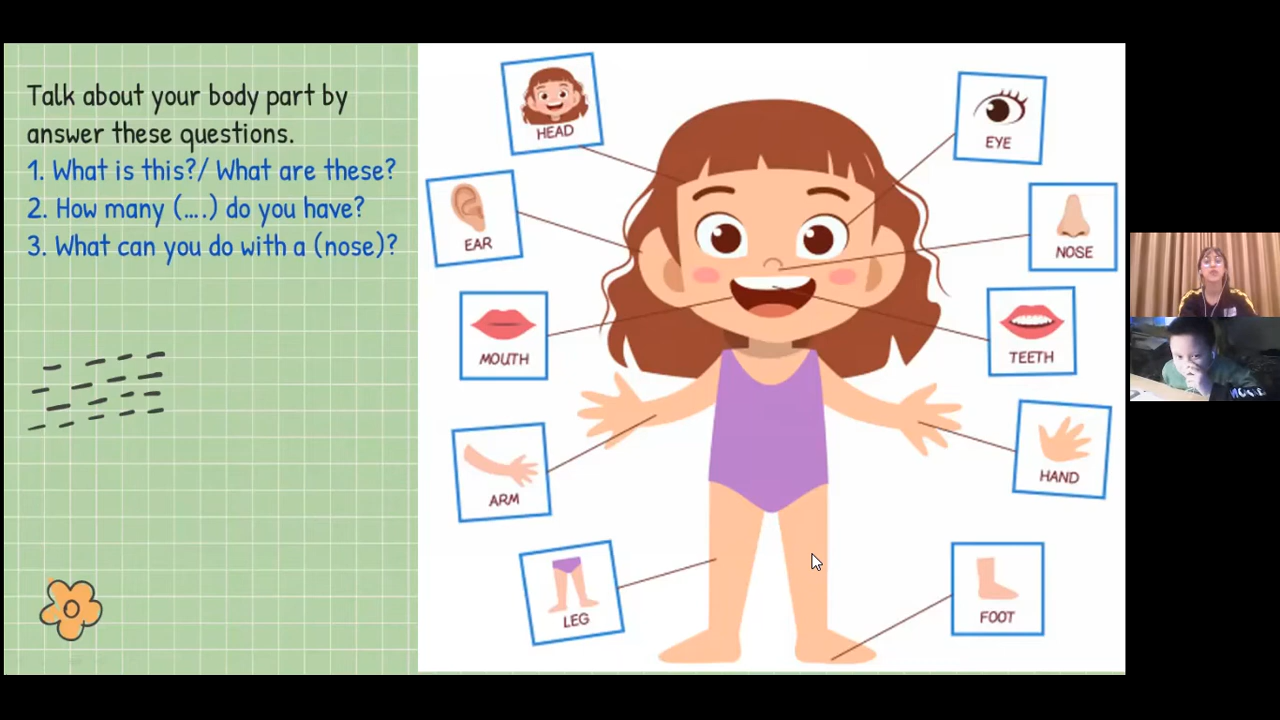 Talk about your body part by
answer these questions.
1. What is this?/ What are these?
2. How many (....) do you have?
3. What can you do with a (nose)?
HEAD
EYE
EAR
NOSE
MOUTH
TEETH
ARM
HAND
LEG
FOOT